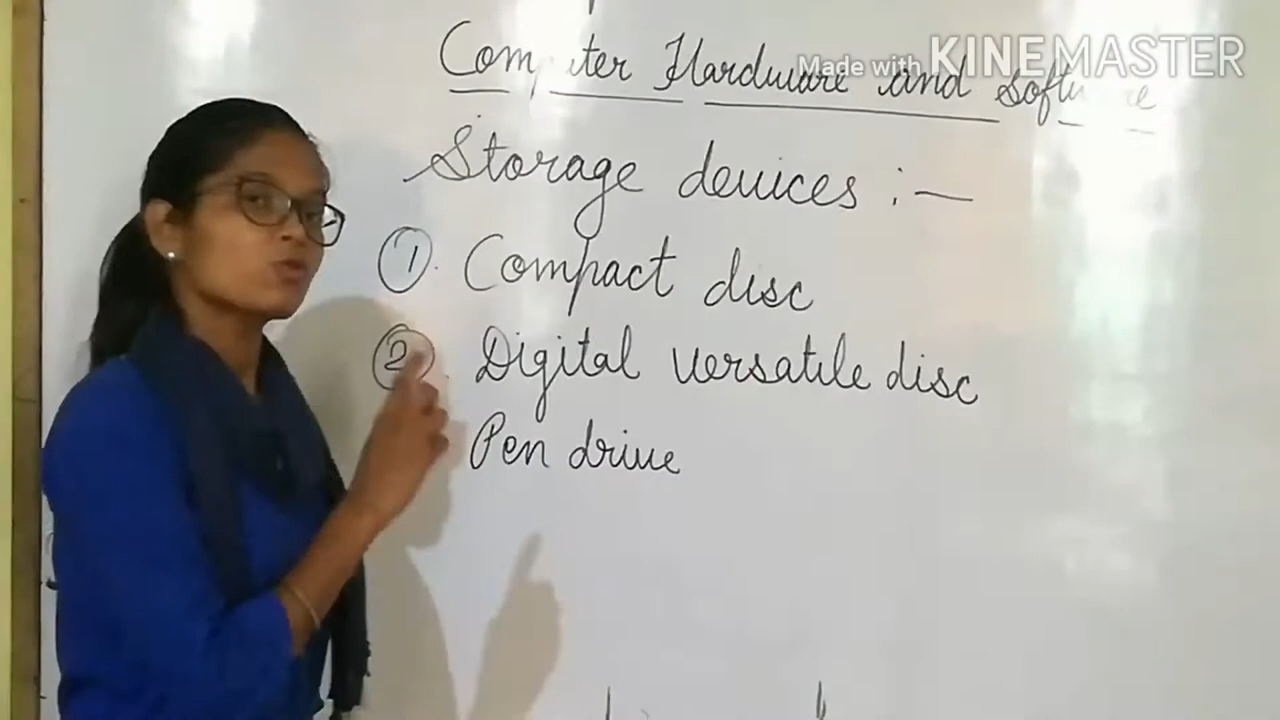 Computer Hardware and Software
Made with KINEMASTER
Storage devices :—
1. Compact disc
2. Digital versatile disc
Pen drive